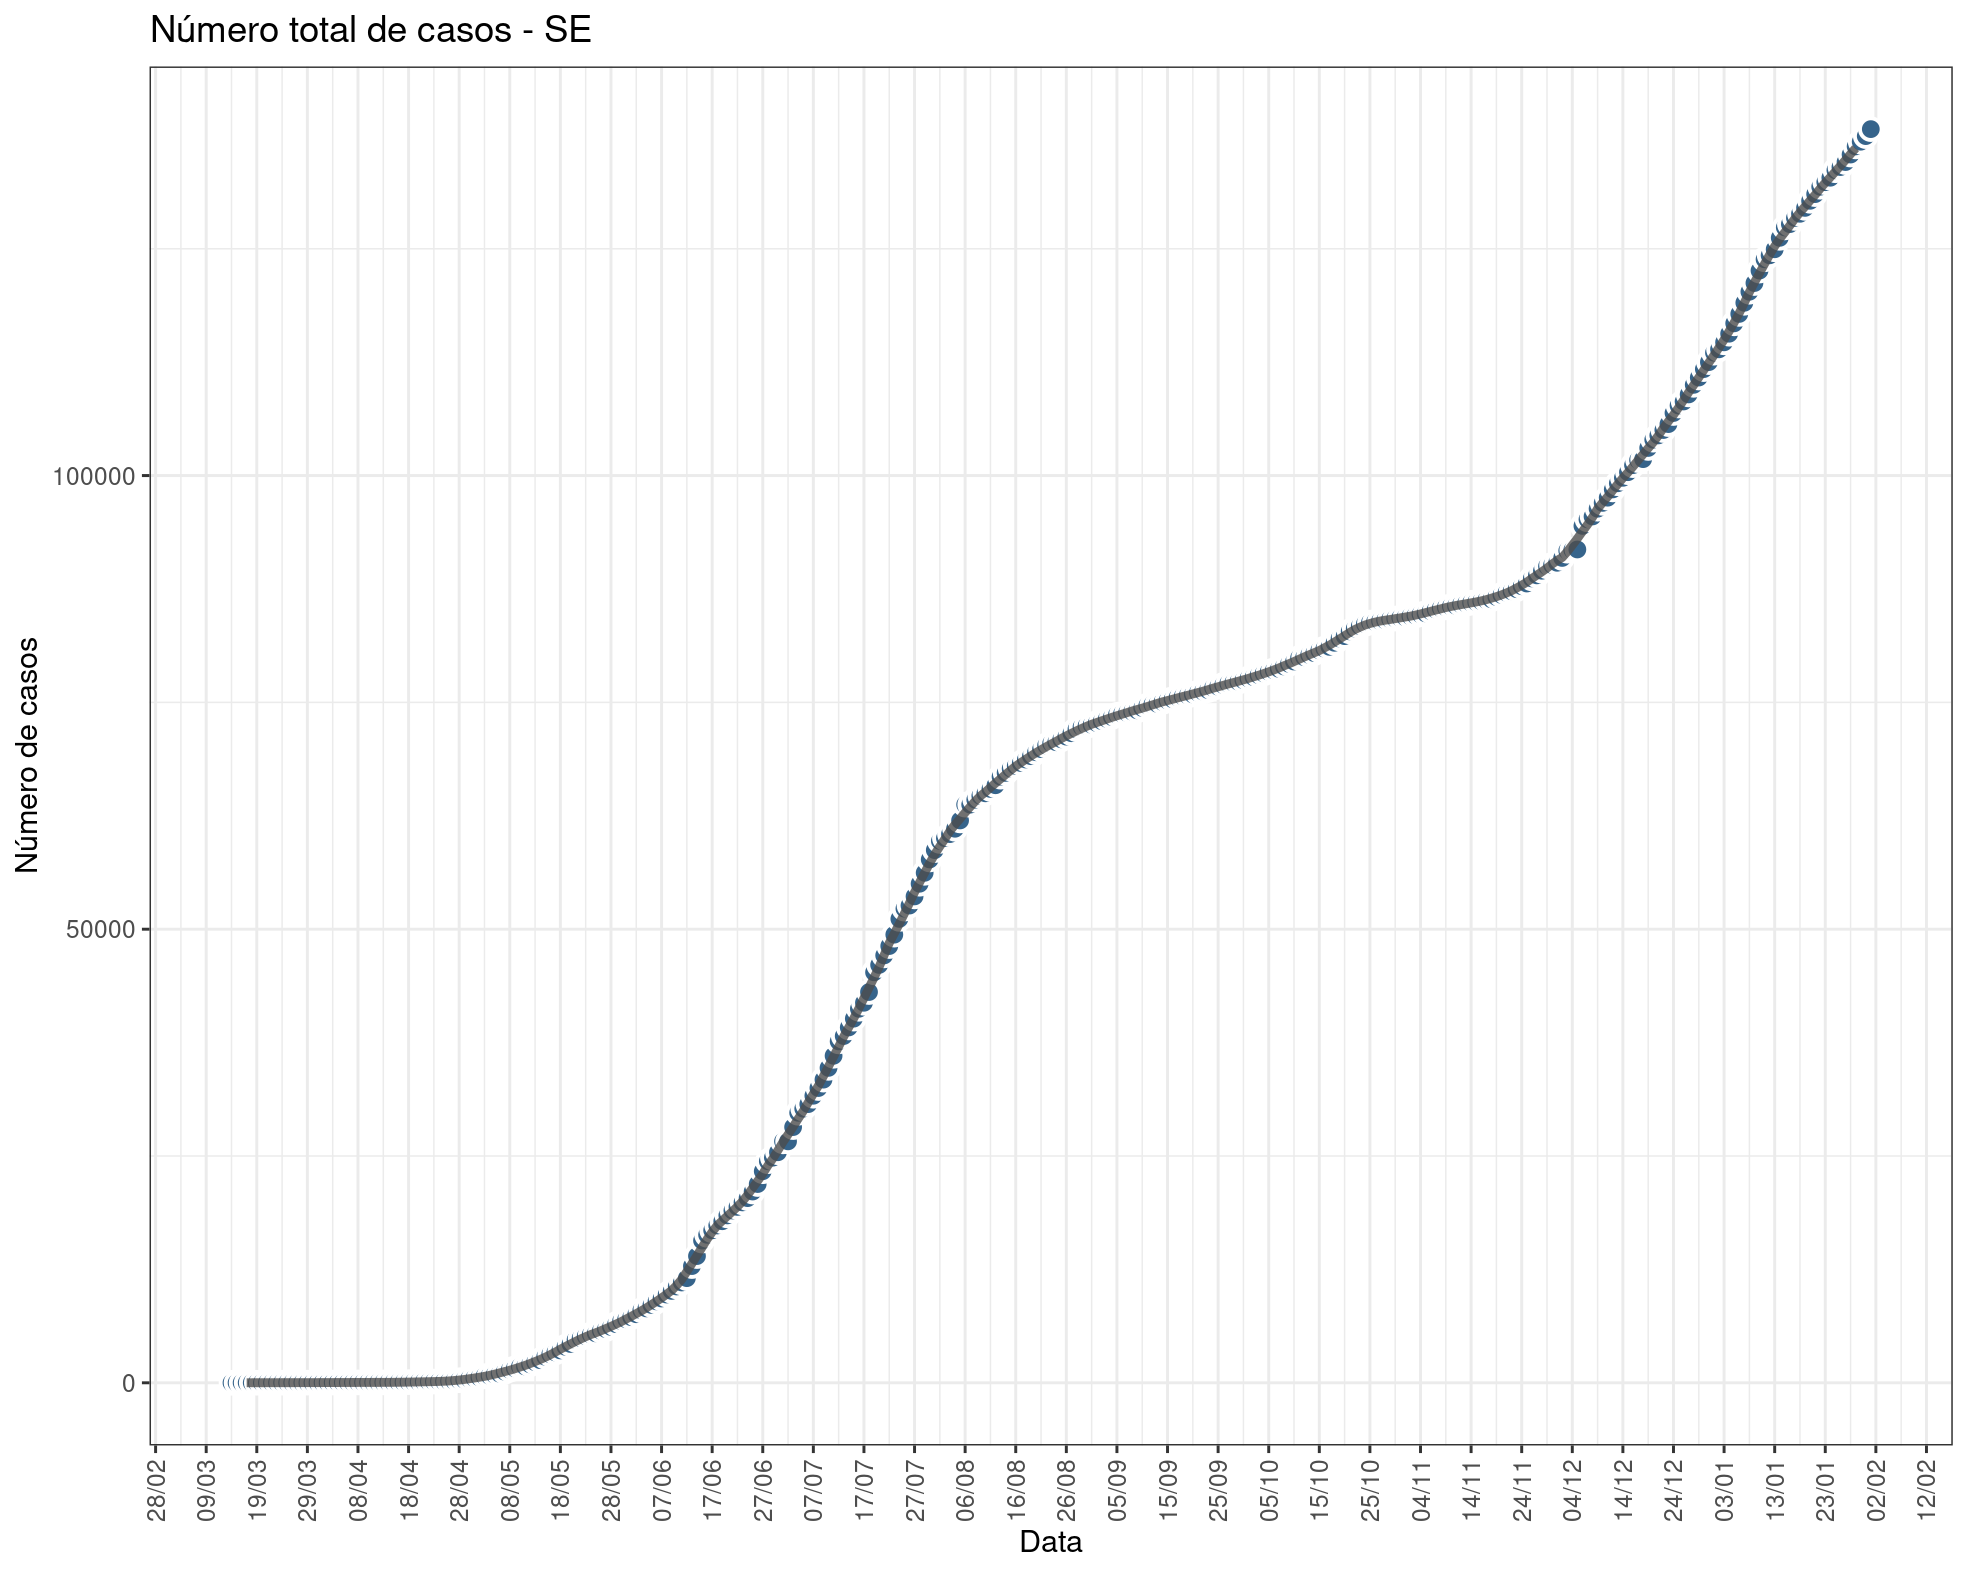 Número total de casos - SE
Número de casos
100000
50000
0
28/02 09/03 19/03 29/03 08/04 18/04 28/04 08/05 18/05 28/05 07/06 17/06 27/06 07/07 17/07 27/07 06/08 16/08 26/08 05/09 15/09 25/09 05/10 15/10 25/10 04/11 14/11 24/11 04/12 14/12 24/12 03/01 13/01 23/01 02/02 12/02
Data